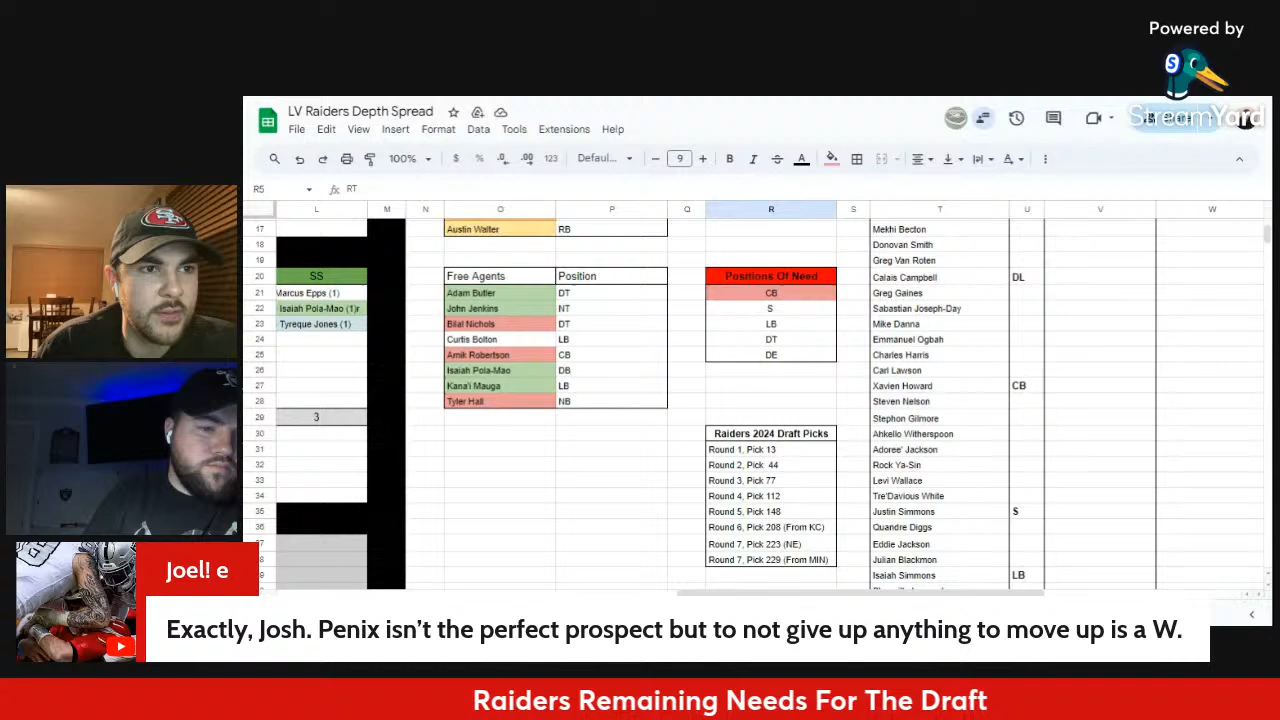 Powered by
StreamYard
LV Raiders Depth Spread
File Edit View Insert Format Data Tools Extensions Help
100% $ % .0 .00 123 Defaul... 9 B I A
R5 fx RT
L M N O P Q R S T U V W
17 Austin Walter RB Mekhi Becton
18 Donovan Smith
19 Greg Van Roten
20 SS Free Agents Position Positions Of Need Calais Campbell DL
21 Marcus Epps (1) Adam Butler DT CB Greg Gaines
22 Isaiah Pola-Mao (1)r John Jenkins NT S Sabastian Joseph-Day
23 Tyreque Jones (1) Bilal Nichols DT LB Mike Danna
24 Curtis Bolton LB DT Emmanuel Ogbah
25 Amik Robertson CB DE Charles Harris
26 Isaiah Pola-Mao DB Carl Lawson
27 Kana'i Mauga LB Xavien Howard CB
28 Tyler Hall NB Steven Nelson
29 3 Stephon Gilmore
30 Raiders 2024 Draft Picks Ahkello Witherspoon
31 Round 1, Pick 13 Adoree' Jackson
32 Round 2, Pick 44 Rock Ya-Sin
33 Round 3, Pick 77 Levi Wallace
34 Round 4, Pick 112 Tre'Davious White
35 Round 5, Pick 148 Justin Simmons S
36 Round 6, Pick 208 (From KC) Quandre Diggs
37 Round 7, Pick 223 (NE) Eddie Jackson
38 Round 7, Pick 229 (From MIN) Julian Blackmon
39 Isaiah Simmons LB
Joel! e
Exactly, Josh. Penix isn't the perfect prospect but to not give up anything to move up is a W.
Raiders Remaining Needs For The Draft